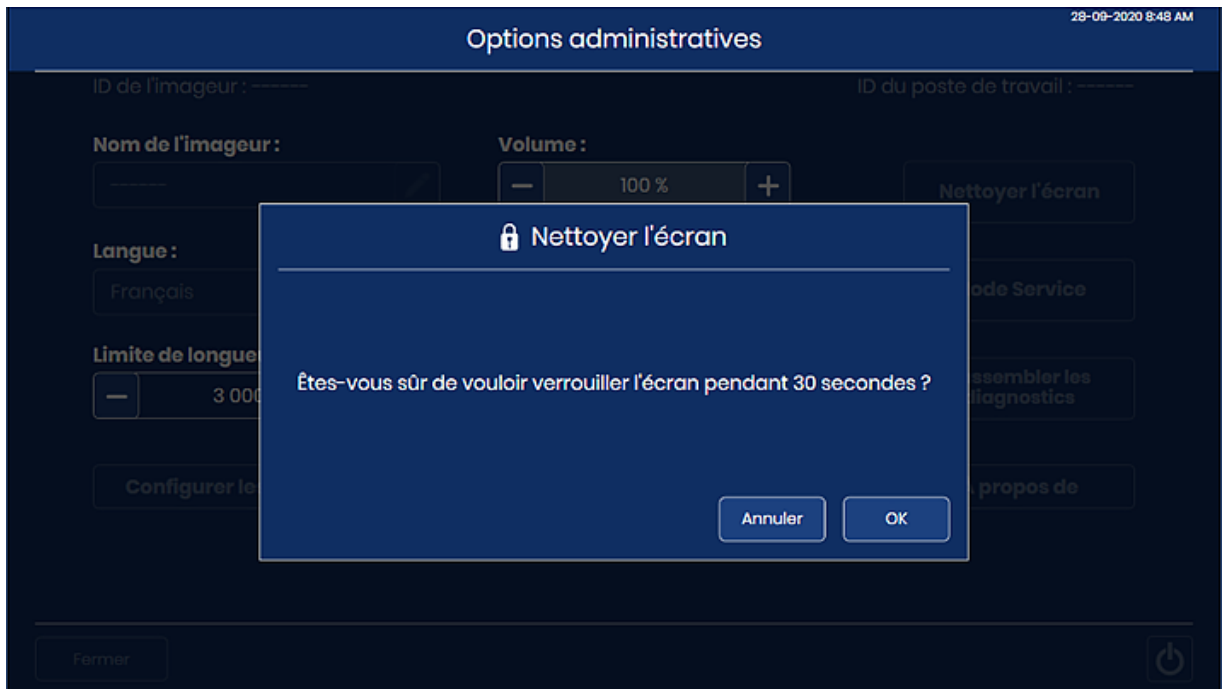 28-09-2020 8:48 AM
Options administratives
ID de l'imageur : ------
ID du poste de travail : ------
Nom de l'imageur :
Volume :
------
100 %
Nettoyer l'écran
Nettoyer l'écran
Langue :
Français
ode Service
Limite de longue
3 000
Êtes-vous sûr de vouloir verrouiller l'écran pendant 30 secondes ?
ssembler les
diagnostics
Configurer le
propos de
Annuler
OK
Fermer